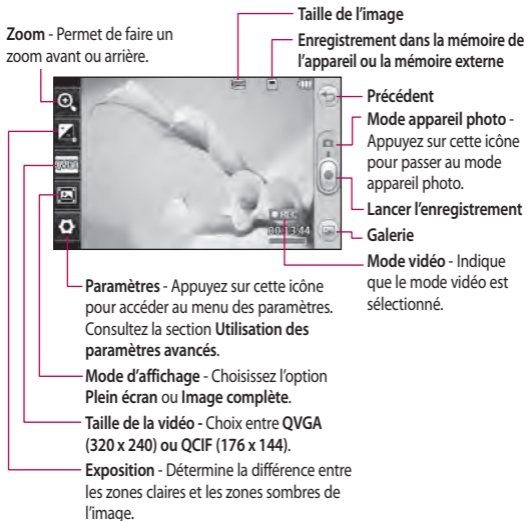 Taille de l'image
Zoom - Permet de faire un
zoom avant ou arrière.
Enregistrement dans la mémoire de
l'appareil ou la mémoire externe
Précédent
Mode appareil photo -
Appuyez sur cette icône
pour passer au mode
appareil photo.
Lancer l'enregistrement
Galerie
Mode vidéo - Indique
que le mode vidéo est
sélectionné.
QVGA
REC
00:13:44
Paramètres - Appuyez sur cette icône
pour accéder au menu des paramètres.
Consultez la section Utilisation des
paramètres avancés.
Mode d'affichage - Choisissez l'option
Plein écran ou Image complète.
Taille de la vidéo - Choix entre QVGA
(320 x 240) ou QCIF (176 x 144).
Exposition - Détermine la différence entre
les zones claires et les zones sombres de
l'image.